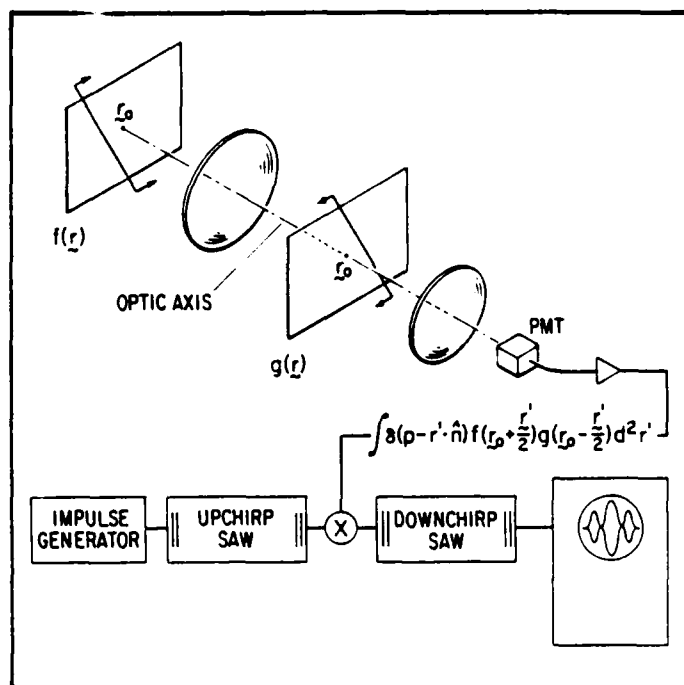 r₀
f(r)
OPTIC AXIS
r₀
g(r)
PMT
∫δ(p−r'·n̂)f(r₀+r'/2)g(r₀−r'/2)d²r'
IMPULSE GENERATOR
UPCHIRP SAW
X
DOWNCHIRP SAW